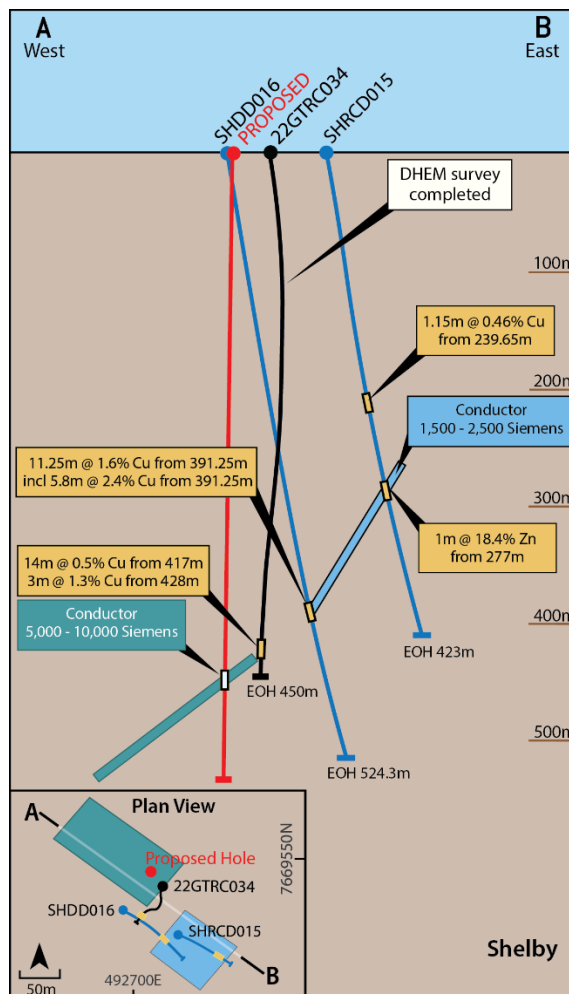 A
West
B
East
SHDD016
PROPOSED
22GTRC034
SHRCD015
DHEM survey
completed
100m
1.15m @ 0.46% Cu
from 239.65m
200m
Conductor
1,500 - 2,500 Siemens
11.25m @ 1.6% Cu from 391.25m
incl 5.8m @ 2.4% Cu from 391.25m
300m
1m @ 18.4% Zn
from 277m
14m @ 0.5% Cu from 417m
3m @ 1.3% Cu from 428m
400m
Conductor
5,000 - 10,000 Siemens
EOH 423m
EOH 450m
500m
EOH 524.3m
Plan View
A
Proposed Hole
22GTRC034
SHDD016
SHRCD015
7669550N
B
50m
492700E
Shelby